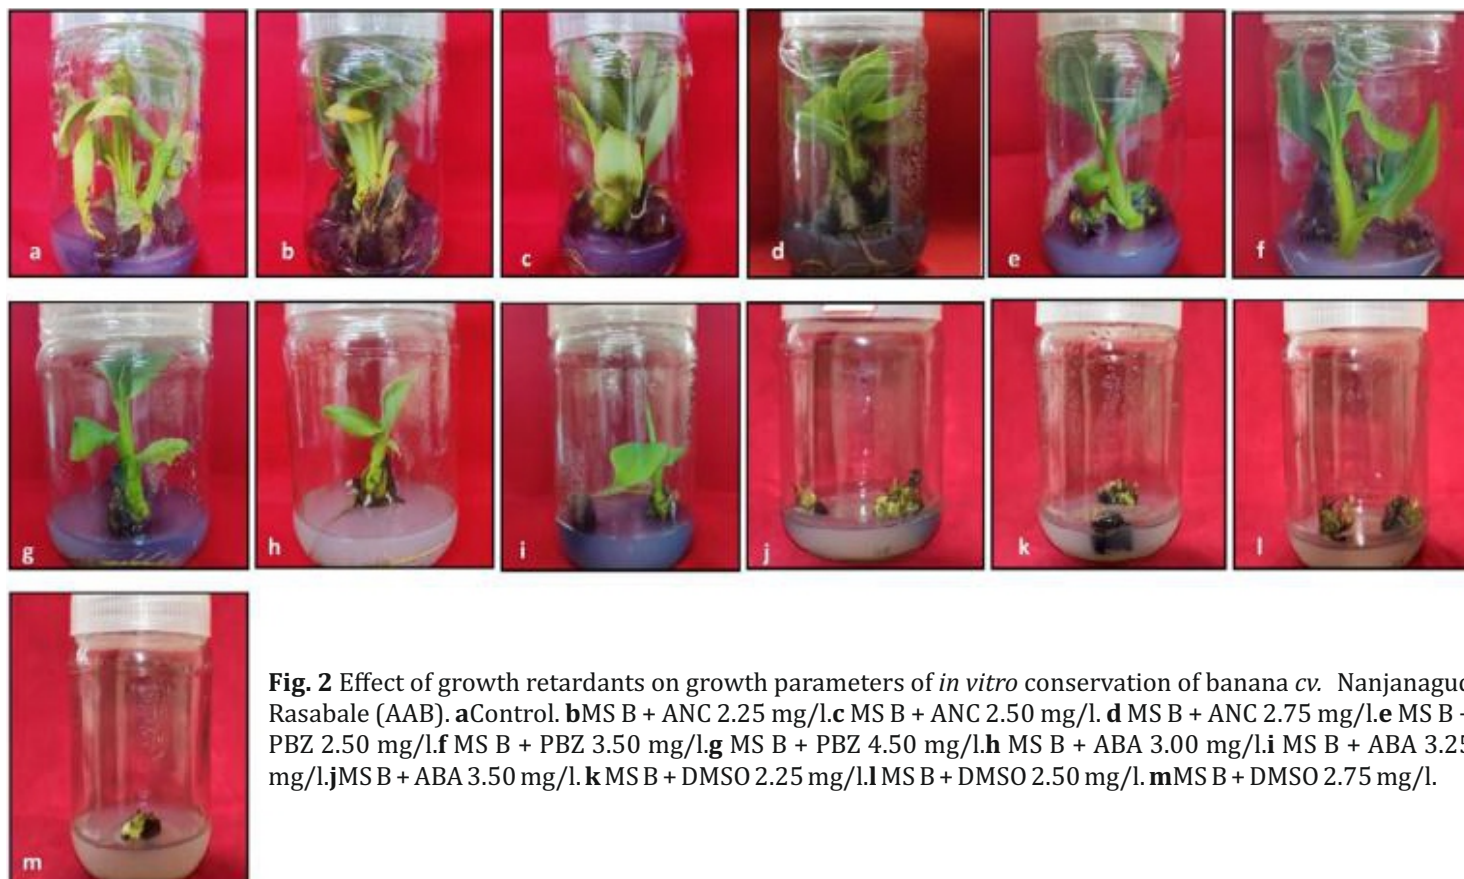 a
b
c
d
e
f
g
h
i
j
k
l
m
Fig. 2 Effect of growth retardants on growth parameters of in vitro conservation of banana cv. Nanjanagud
Rasabale (AAB). aControl. bMS B + ANC 2.25 mg/l.c MS B + ANC 2.50 mg/l. d MS B + ANC 2.75 mg/l.e MS B +
PBZ 2.50 mg/l.f MS B + PBZ 3.50 mg/l.g MS B + PBZ 4.50 mg/l.h MS B + ABA 3.00 mg/l.i MS B + ABA 3.25
mg/l.jMS B + ABA 3.50 mg/l. k MS B + DMSO 2.25 mg/l.l MS B + DMSO 2.50 mg/l. mMS B + DMSO 2.75 mg/l.